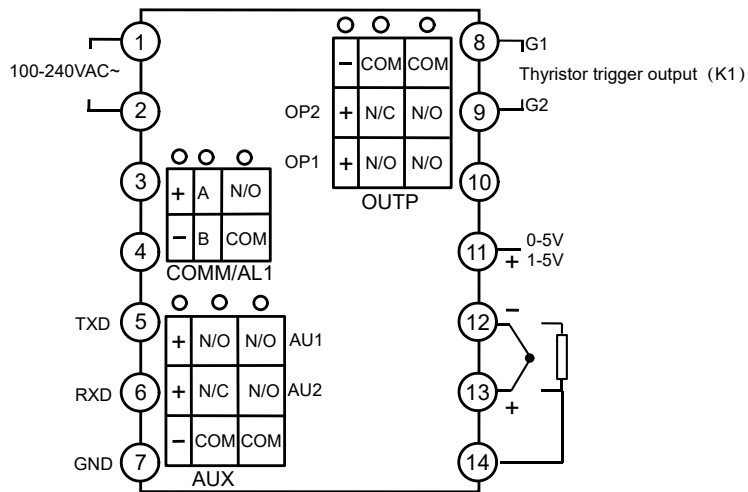 1
100-240VAC~
2
3
+ A N/O
4
− B COM
COMM/AL1
TXD 5
+ N/O N/O AU1
RXD 6
+ N/C N/O AU2
GND 7
− COM COM
AUX
− COM COM
OP2 + N/C N/O
OP1 + N/O N/O
OUTP
8 G1
Thyristor trigger output（K1）
9 G2
10
11 0-5V
+ 1-5V
12 −
13 +
14